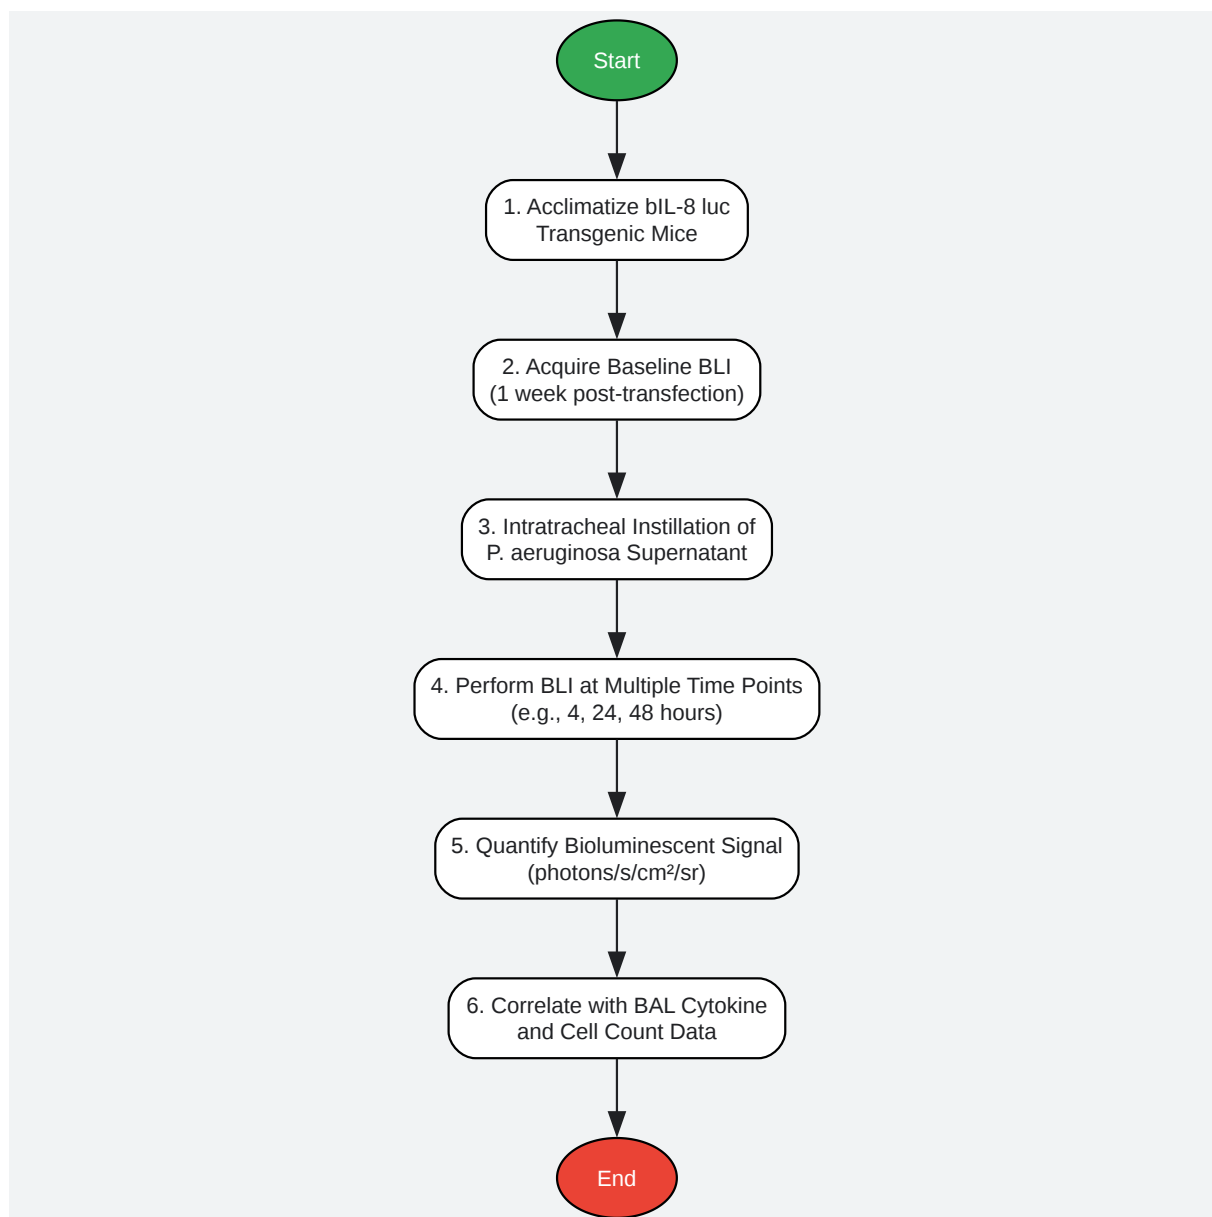 Start
1. Acclimatize bIL-8 luc
Transgenic Mice
2. Acquire Baseline BLI
(1 week post-transfection)
3. Intratracheal Instillation of
P. aeruginosa Supernatant
4. Perform BLI at Multiple Time Points
(e.g., 4, 24, 48 hours)
5. Quantify Bioluminescent Signal
(photons/s/cm²/sr)
6. Correlate with BAL Cytokine
and Cell Count Data
End